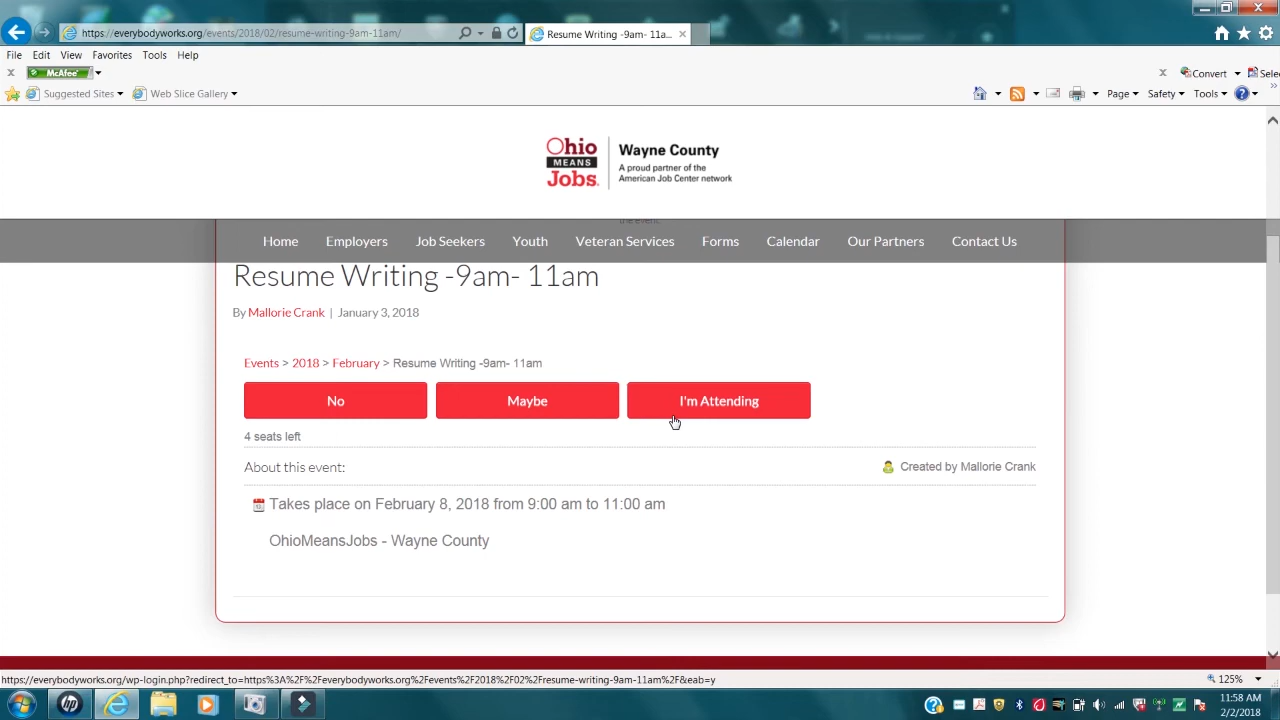 https://everybodyworks.org/events/2018/02/resume-writing-9am-11am/
Resume Writing -9am- 11a...
File Edit View Favorites Tools Help
McAfee
Convert
Sele
Suggested Sites
Web Slice Gallery
Page Safety Tools
Ohio MEANS Jobs
Wayne County
A proud partner of the
American Job Center network
the event.
Home Employers Job Seekers Youth Veteran Services Forms Calendar Our Partners Contact Us
Resume Writing -9am- 11am
By Mallorie Crank | January 3, 2018
Events > 2018 > February > Resume Writing -9am- 11am
No Maybe I'm Attending
4 seats left
About this event:
Created by Mallorie Crank
Takes place on February 8, 2018 from 9:00 am to 11:00 am
OhioMeansJobs - Wayne County
https://everybodyworks.org/wp-login.php?redirect_to=https%3A%2F%2Feverybodyworks.org%2Fevents%2F2018%2F02%2Fresume-writing-9am-11am%2F&eab=y
125%
11:58 AM
2/2/2018